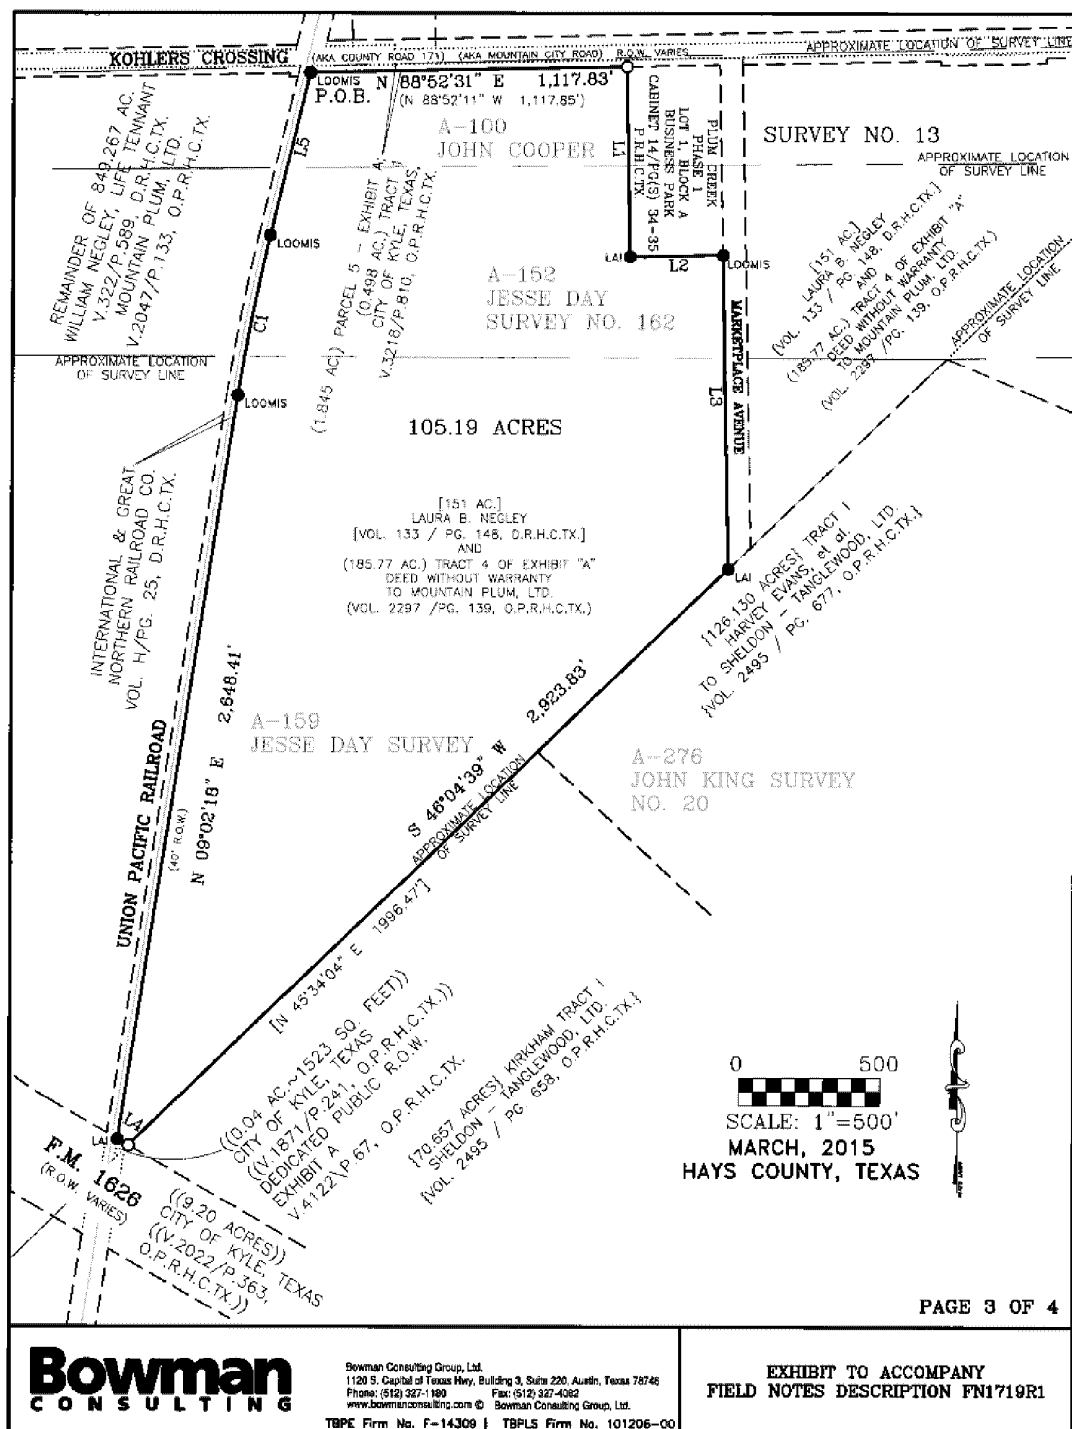 KOHLERS CROSSING
(AKA COUNTY ROAD 171) (AKA MOUNTAIN CITY ROAD) R.O.W. VARIES
APPROXIMATE LOCATION OF SURVEY LINE
LOOMIS
P.O.B.
N 88°52'31" E 1,117.83'
(N 88°52'11" W 1,117.85')
A-100
JOHN COOPER
SURVEY NO. 13
APPROXIMATE LOCATION
OF SURVEY LINE
PLUM CREEK
PHASE 1
LOT 1, BLOCK A
BUSINESS PARK
CABINET 14/PG(S) 34-35
P.R.H.C.TX.
L1
L5
REMAINDER OF 849.267 AC.
WILLIAM NEGLEY, LIFE TENNANT
V.322/P.589, D.R.H.C.TX.
MOUNTAIN PLUM, LTD.
V.2047/P.133, O.P.R.H.C.TX.
LOOMIS
(1.845 AC.) PARCEL 5 - EXHIBIT A,
(0.498 AC.) TRACT
CITY OF KYLE, TEXAS,
V.3218/P.810, O.P.R.H.C.TX.
LAI
L2
LOOMIS
A-152
JESSE DAY
SURVEY NO. 162
[151 AC.]
LAURA B. NEGLEY
[VOL. 133 / PG. 148, D.R.H.C.TX.]
AND
(185.77 AC.) TRACT 4 OF EXHIBIT "A"
DEED WITHOUT WARRANTY
TO MOUNTAIN PLUM, LTD.
(VOL. 2297 /PG. 139, O.P.R.H.C.TX.)
APPROXIMATE LOCATION
OF SURVEY LINE
C1
MARKETPLACE AVENUE
L3
APPROXIMATE LOCATION
OF SURVEY LINE
LOOMIS
105.19 ACRES
INTERNATIONAL & GREAT
NORTHERN RAILROAD CO.
VOL. H/PG. 25, D.R.H.C.TX.
[151 AC.]
LAURA B. NEGLEY
[VOL. 133 / PG. 148, D.R.H.C.TX.]
AND
(185.77 AC.) TRACT 4 OF EXHIBIT "A"
DEED WITHOUT WARRANTY
TO MOUNTAIN PLUM, LTD.
(VOL. 2297 /PG. 139, O.P.R.H.C.TX.)
LAI
{126.130 ACRES} TRACT 1
HARVEY EVANS, et al.
TO SHELDON - TANGLEWOOD, LTD.
{VOL. 2495 / PG. 677, O.P.R.H.C.TX.}
UNION PACIFIC RAILROAD
(40' R.O.W.)
N 09°02'18" E 2,648.41'
A-159
JESSE DAY SURVEY
S 46°04'39" W 2,923.83'
APPROXIMATE LOCATION
OF SURVEY LINE
[N 45°34'04" E 1996.47']
A-276
JOHN KING SURVEY
NO. 20
((0.04 AC.~1523 SQ. FEET))
CITY OF KYLE, TEXAS
((V.1871/P.241, O.P.R.H.C.TX.))
DEDICATED PUBLIC R.O.W.
EXHIBIT A
V.4122\P.67, O.P.R.H.C.TX.
{70.657 ACRES} KIRKHAM TRACT 1
SHELDON - TANGLEWOOD, LTD.
{VOL. 2495 / PG 658, O.P.R.H.C.TX.}
L4
LAI
F.M. 1626
(R.O.W. VARIES)
((9.20 ACRES))
CITY OF KYLE, TEXAS
((V.2022/P.363,
O.P.R.H.C.TX.))
0 500
SCALE: 1"=500'
MARCH, 2015
HAYS COUNTY, TEXAS
PAGE 3 OF 4
Bowman
CONSULTING
Bowman Consulting Group, Ltd.
1120 S. Capital of Texas Hwy, Building 3, Suite 220, Austin, Texas 78746
Phone: (512) 327-1180 Fax: (512) 327-4062
www.bowmanconsulting.com © Bowman Consulting Group, Ltd.
TBPE Firm No. F-14309 | TBPLS Firm No. 101206-00
EXHIBIT TO ACCOMPANY
FIELD NOTES DESCRIPTION FN1719R1